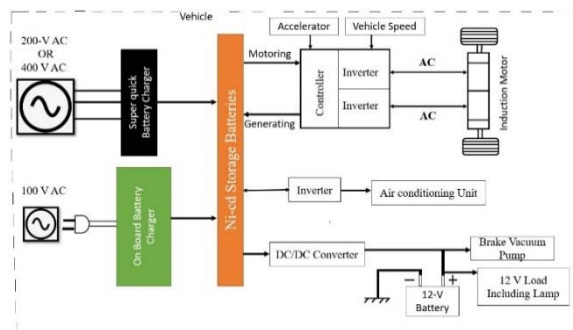 Vehicle
200-V AC
OR
400 V AC
Super quick
Battery Charger
100 V AC
On Board Battery
Charger
Ni-cd Storage Batteries
Motoring
Generating
Accelerator
Vehicle Speed
Controller
Inverter
Inverter
AC
AC
Induction Motor
Inverter
Air conditioning Unit
DC/DC Converter
Brake Vacuum
Pump
12 V Load
Including Lamp
− +
12-V
Battery